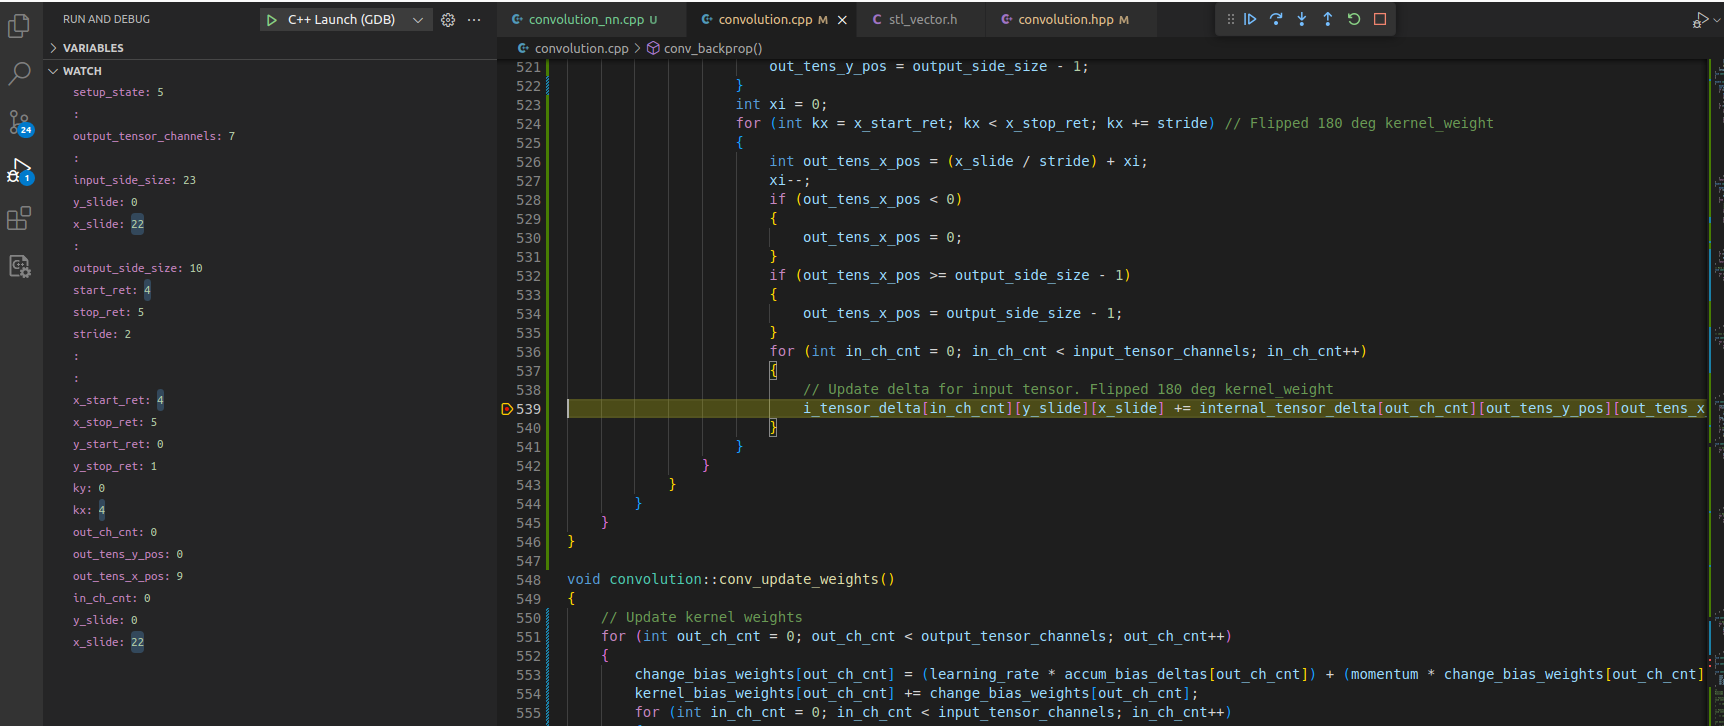 RUN AND DEBUG
C++ Launch (GDB)
VARIABLES
WATCH
setup_state: 5
:
output_tensor_channels: 7
:
input_side_size: 23
y_slide: 0
x_slide: 22
:
output_side_size: 10
start_ret: 4
stop_ret: 5
stride: 2
:
:
x_start_ret: 4
x_stop_ret: 5
y_start_ret: 0
y_stop_ret: 1
ky: 0
kx: 4
out_ch_cnt: 0
out_tens_y_pos: 0
out_tens_x_pos: 9
in_ch_cnt: 0
y_slide: 0
x_slide: 22
24
1
convolution_nn.cpp U
convolution.cpp M
C stl_vector.h
convolution.hpp M
convolution.cpp > conv_backprop()
521 out_tens_y_pos = output_side_size - 1;
522 }
523 int xi = 0;
524 for (int kx = x_start_ret; kx < x_stop_ret; kx += stride) // Flipped 180 deg kernel_weight
525 {
526 int out_tens_x_pos = (x_slide / stride) + xi;
527 xi--;
528 if (out_tens_x_pos < 0)
529 {
530 out_tens_x_pos = 0;
531 }
532 if (out_tens_x_pos >= output_side_size - 1)
533 {
534 out_tens_x_pos = output_side_size - 1;
535 }
536 for (int in_ch_cnt = 0; in_ch_cnt < input_tensor_channels; in_ch_cnt++)
537 {
538 // Update delta for input tensor. Flipped 180 deg kernel_weight
539 i_tensor_delta[in_ch_cnt][y_slide][x_slide] += internal_tensor_delta[out_ch_cnt][out_tens_y_pos][out_tens_x
540 }
541 }
542 }
543 }
544 }
545 }
546 }
547
548 void convolution::conv_update_weights()
549 {
550 // Update kernel weights
551 for (int out_ch_cnt = 0; out_ch_cnt < output_tensor_channels; out_ch_cnt++)
552 {
553 change_bias_weights[out_ch_cnt] = (learning_rate * accum_bias_deltas[out_ch_cnt]) + (momentum * change_bias_weights[out_ch_cnt]
554 kernel_bias_weights[out_ch_cnt] += change_bias_weights[out_ch_cnt];
555 for (int in_ch_cnt = 0; in_ch_cnt < input_tensor_channels; in_ch_cnt++)